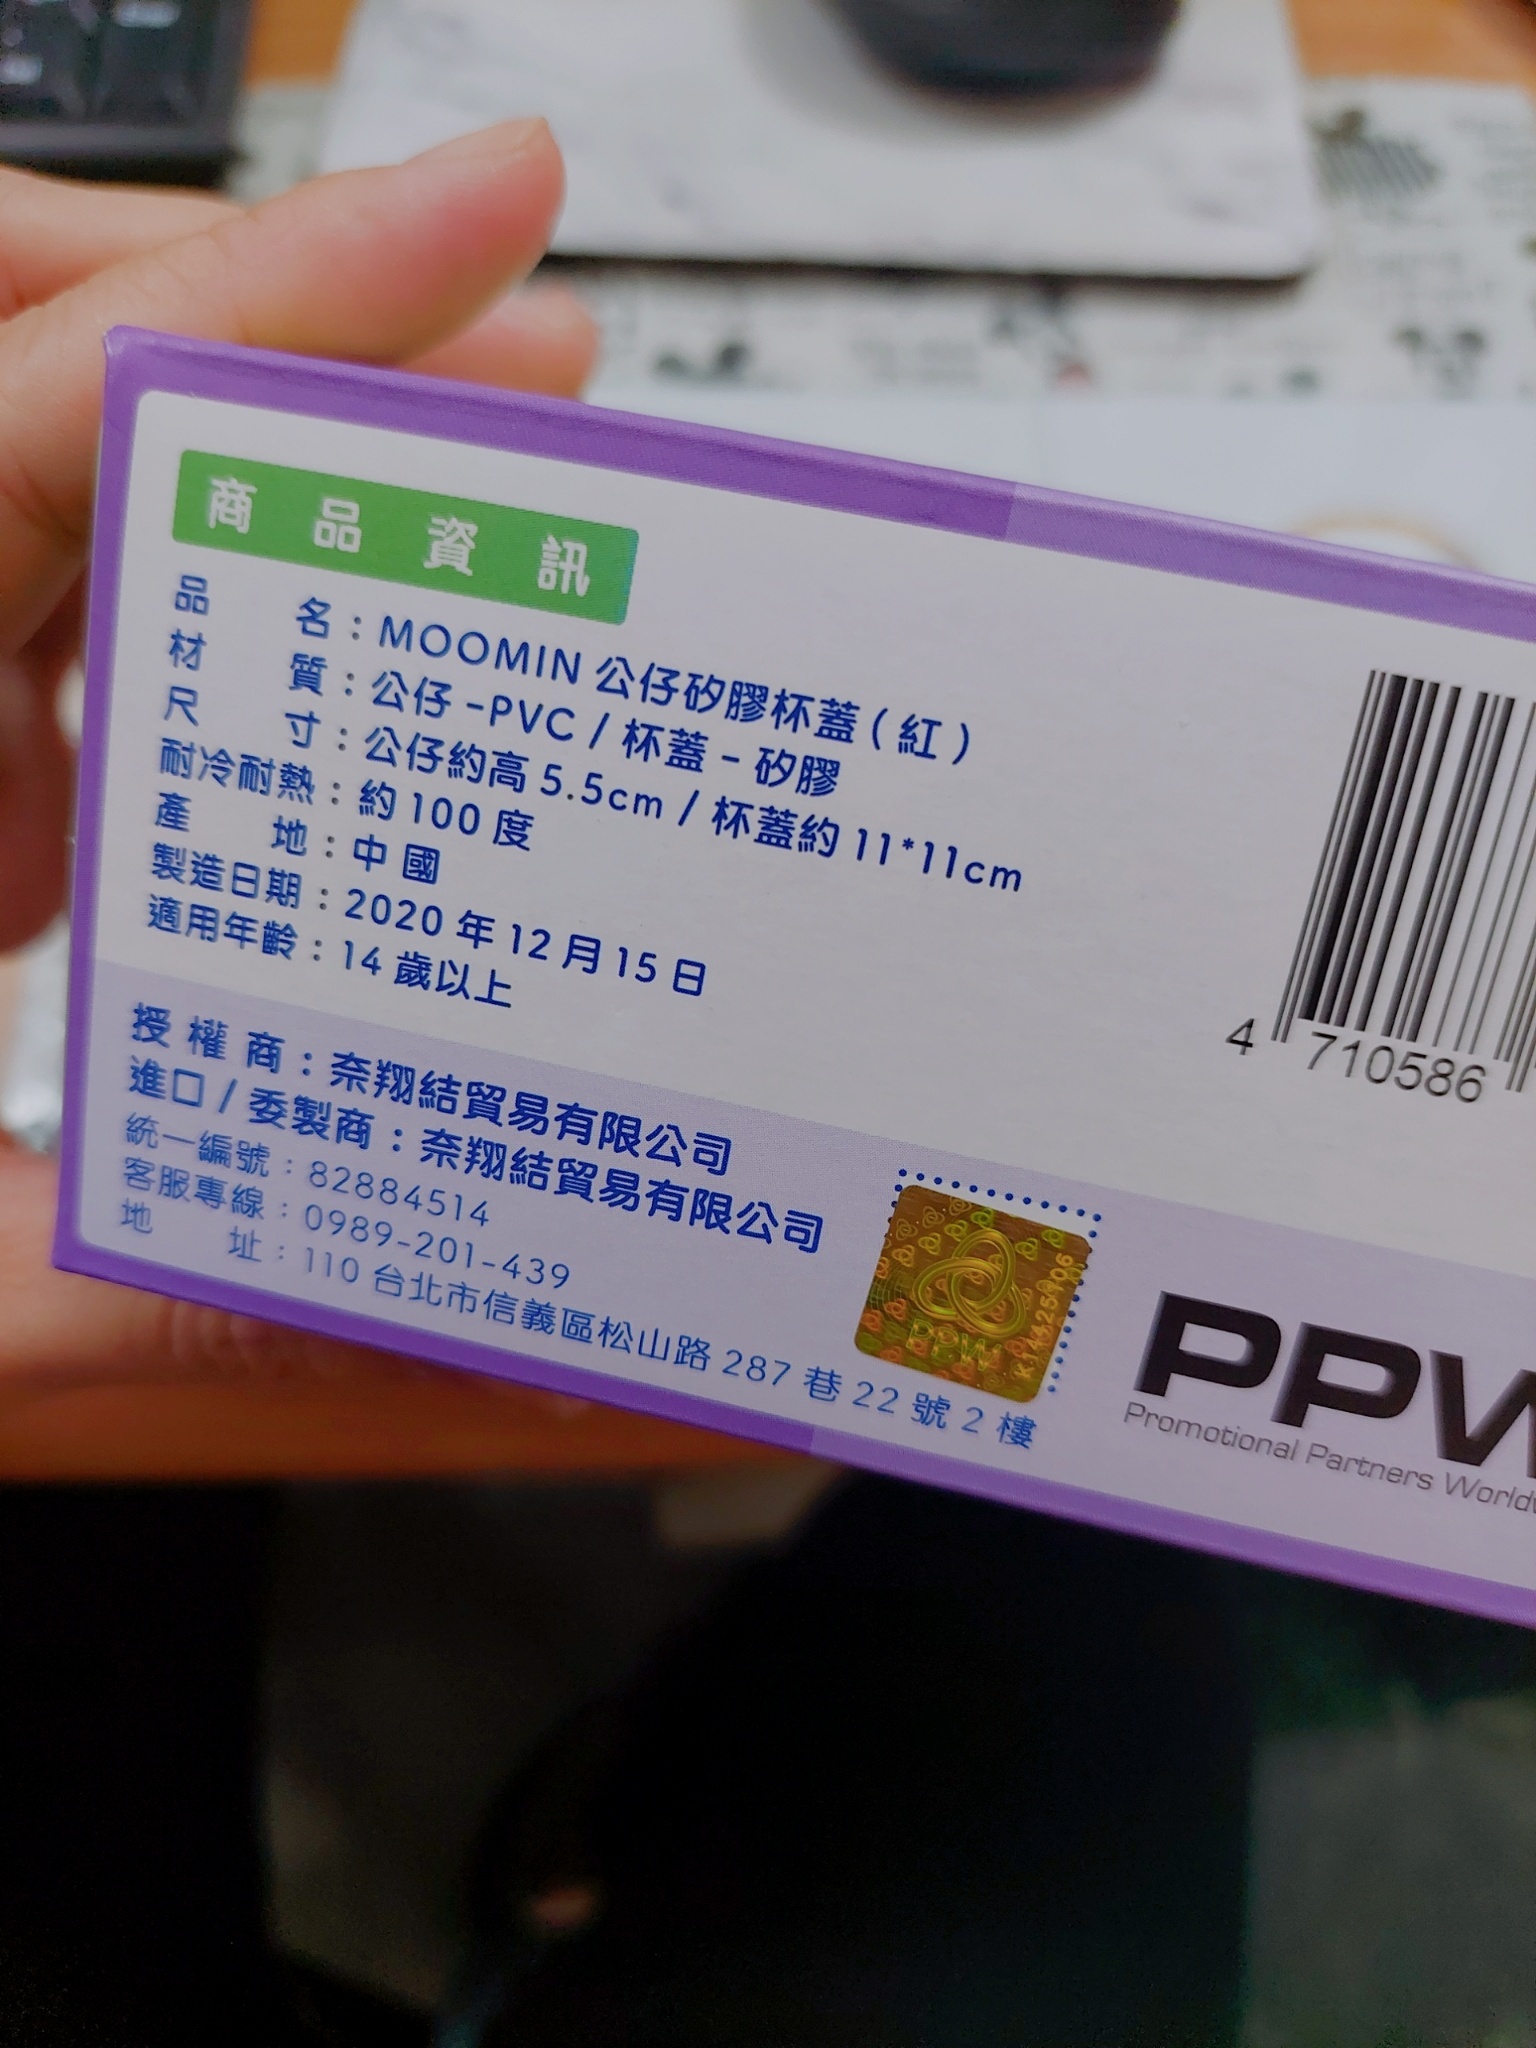 商品資訊
品名：MOOMIN 公仔矽膠杯蓋（紅）
材質：公仔-PVC / 杯蓋-矽膠
尺寸：公仔約高 5.5cm / 杯蓋約 11*11cm
耐冷耐熱：約 100 度
產地：中國
製造日期：2020 年 12 月 15 日
適用年齡：14 歲以上
4 710586
授權商：奈翔結貿易有限公司
進口 / 委製商：奈翔結貿易有限公司
統一編號：82884514
客服專線：0989-201-439
地址：110 台北市信義區松山路 287 巷 22 號 2 樓
PPW
PPW
Promotional Partners